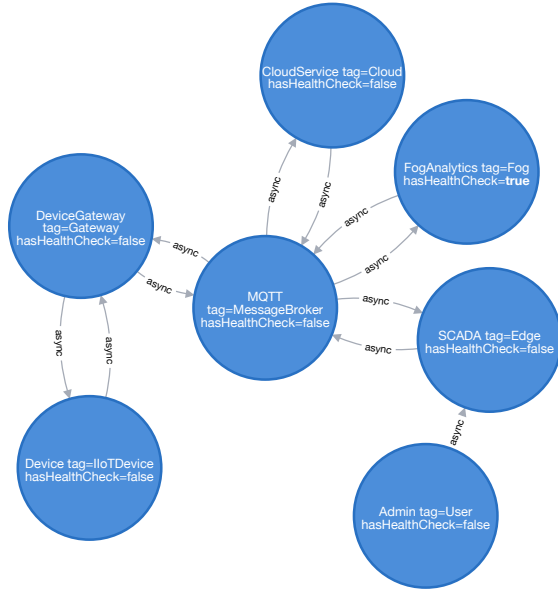 CloudService tag=Cloud
hasHealthCheck=false
FogAnalytics tag=Fog
hasHealthCheck=true
async
async
DeviceGateway
tag=Gateway
hasHealthCheck=false
async
async
async
async
MQTT
tag=MessageBroker
hasHealthCheck=false
async
async
SCADA tag=Edge
hasHealthCheck=false
async
async
async
Device tag=IIoTDevice
hasHealthCheck=false
Admin tag=User
hasHealthCheck=false